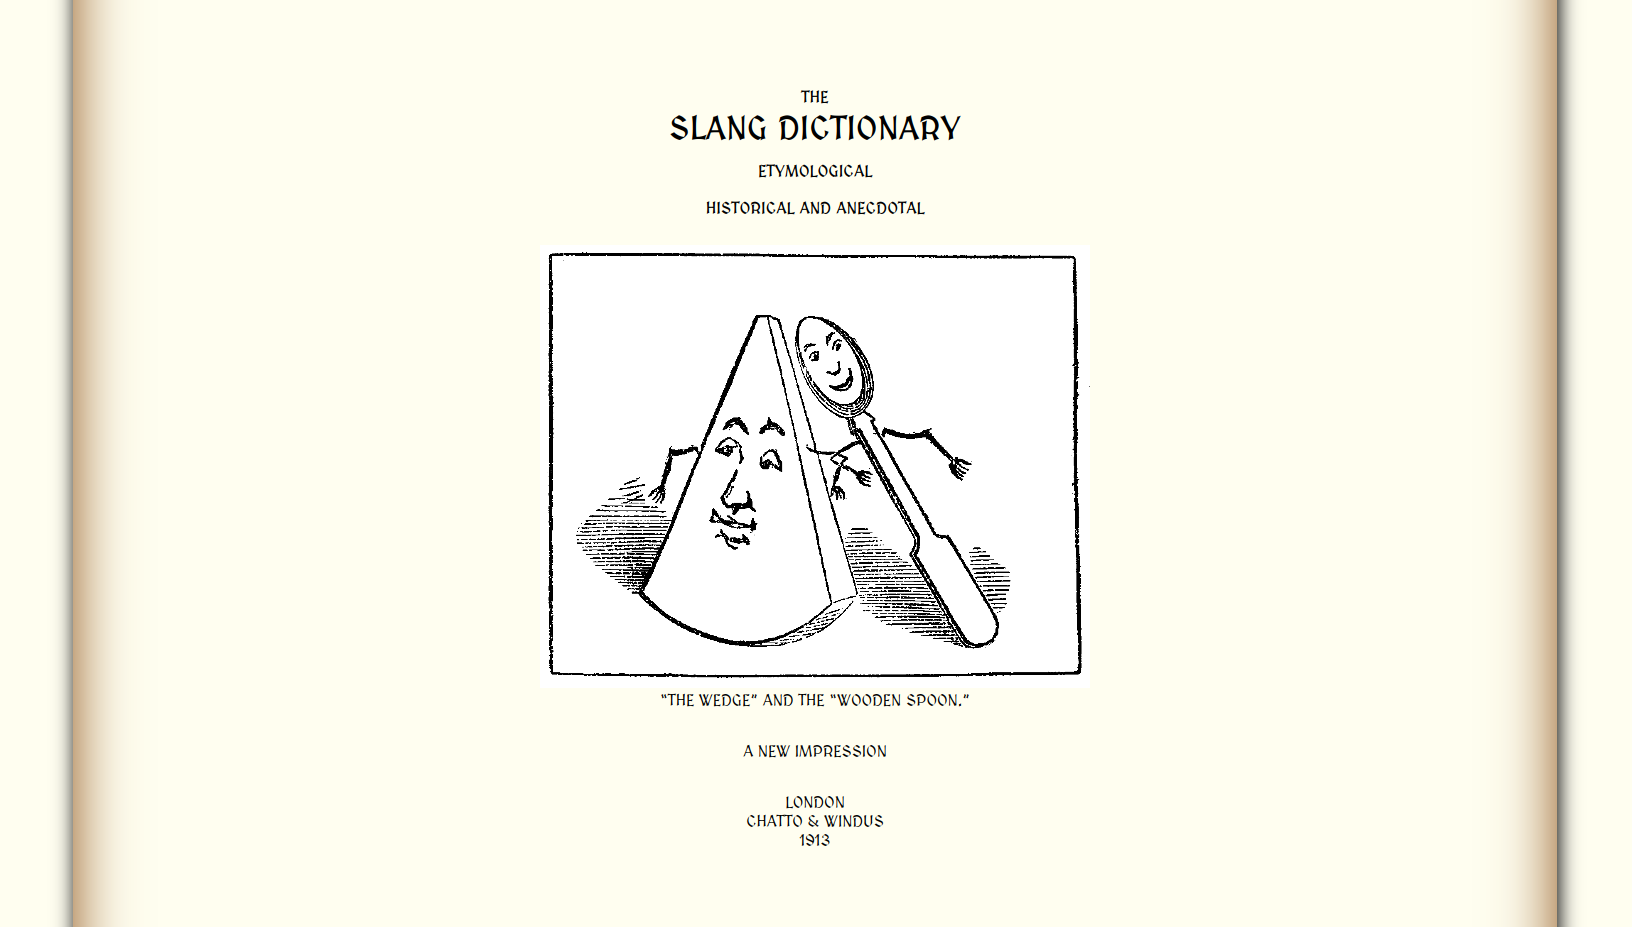 THE
SLANG DICTIONARY
ETYMOLOGICAL
HISTORICAL AND ANECDOTAL
“THE WEDGE” AND THE “WOODEN SPOON.”
A NEW IMPRESSION
LONDON
CHATTO & WINDUS
1913